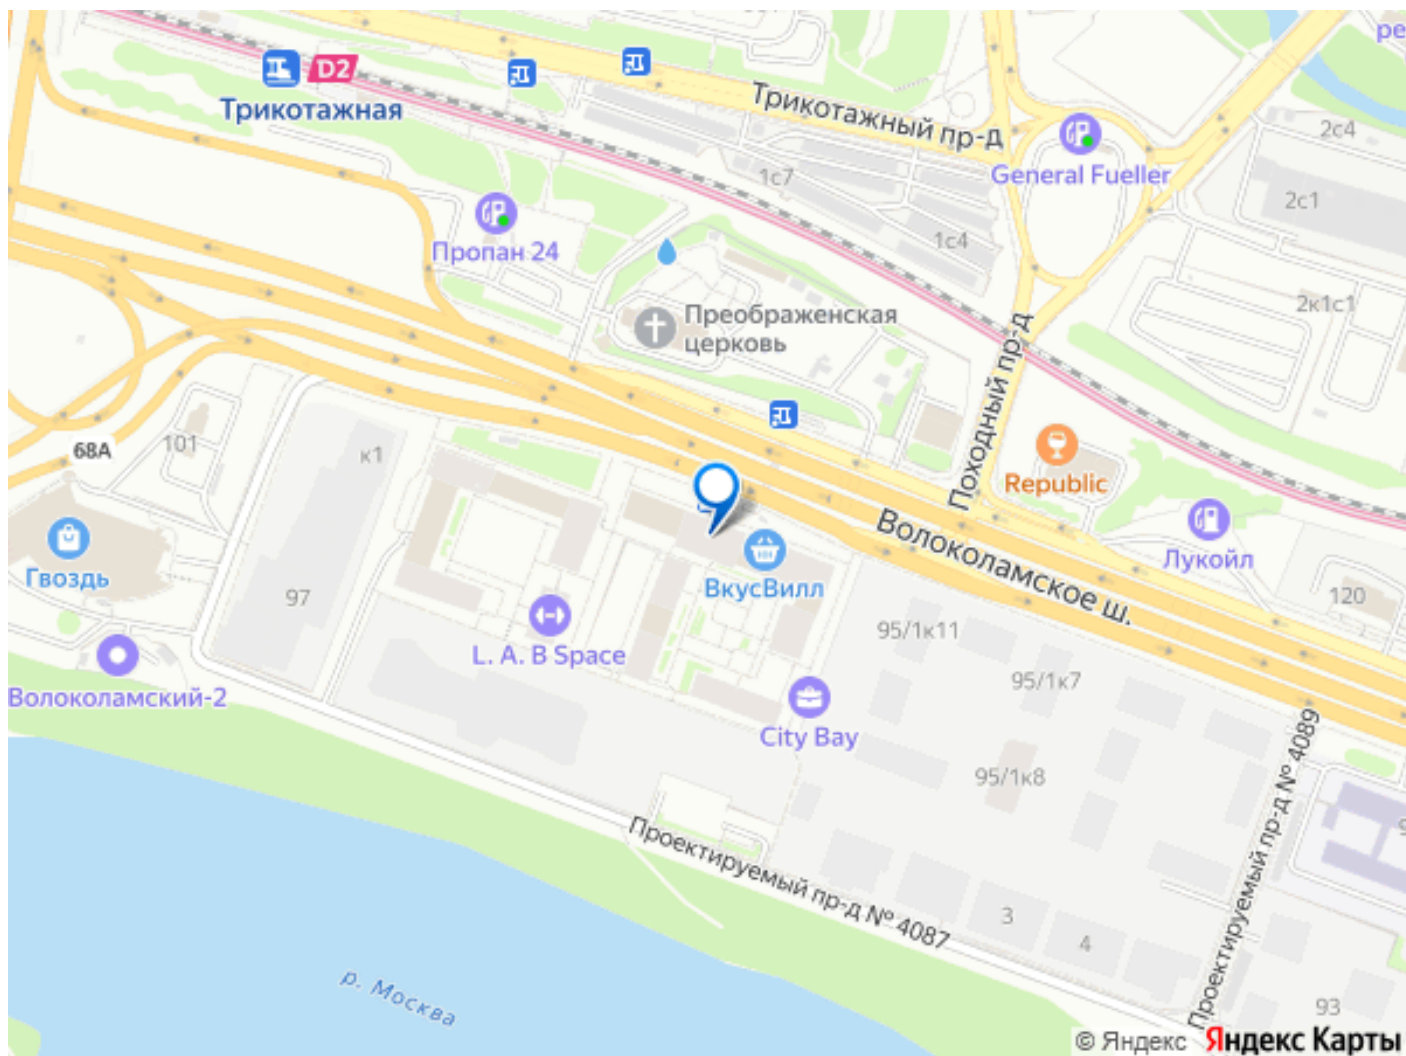 D2
Трикотажная
Трикотажный пр-д
General Fueller
2с4
2с1
1с7
1с4
Пропан 24
2к1с1
Преображенская
церковь
Походный пр-д
68А
101
к1
Republic
Волоколамское ш.
Лукойл
Гвоздь
ВкусВилл
97
120
L. A. B Space
95/1к11
95/1к7
Волоколамский-2
City Bay
95/1к8
Проектируемый пр-д № 4089
Проектируемый пр-д № 4087
3
4
р. Москва
93
© Яндекс Яндекс Карты